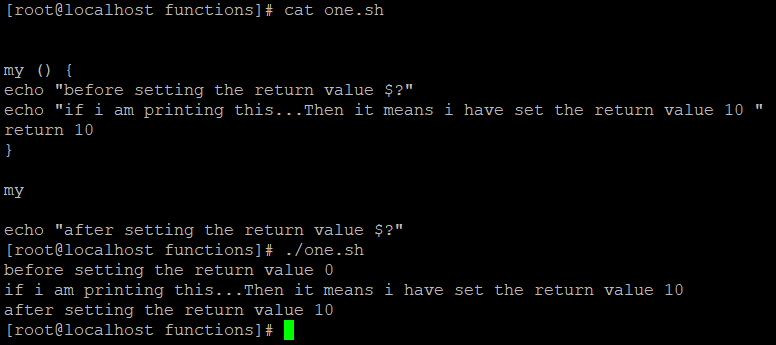 [root@localhost functions]# cat one.sh
my () {
echo "before setting the return value $?"
echo "if i am printing this...Then it means i have set the return value 10 "
return 10
}
my
echo "after setting the return value $?"
[root@localhost functions]# ./one.sh
before setting the return value 0
if i am printing this...Then it means i have set the return value 10
after setting the return value 10
[root@localhost functions]#